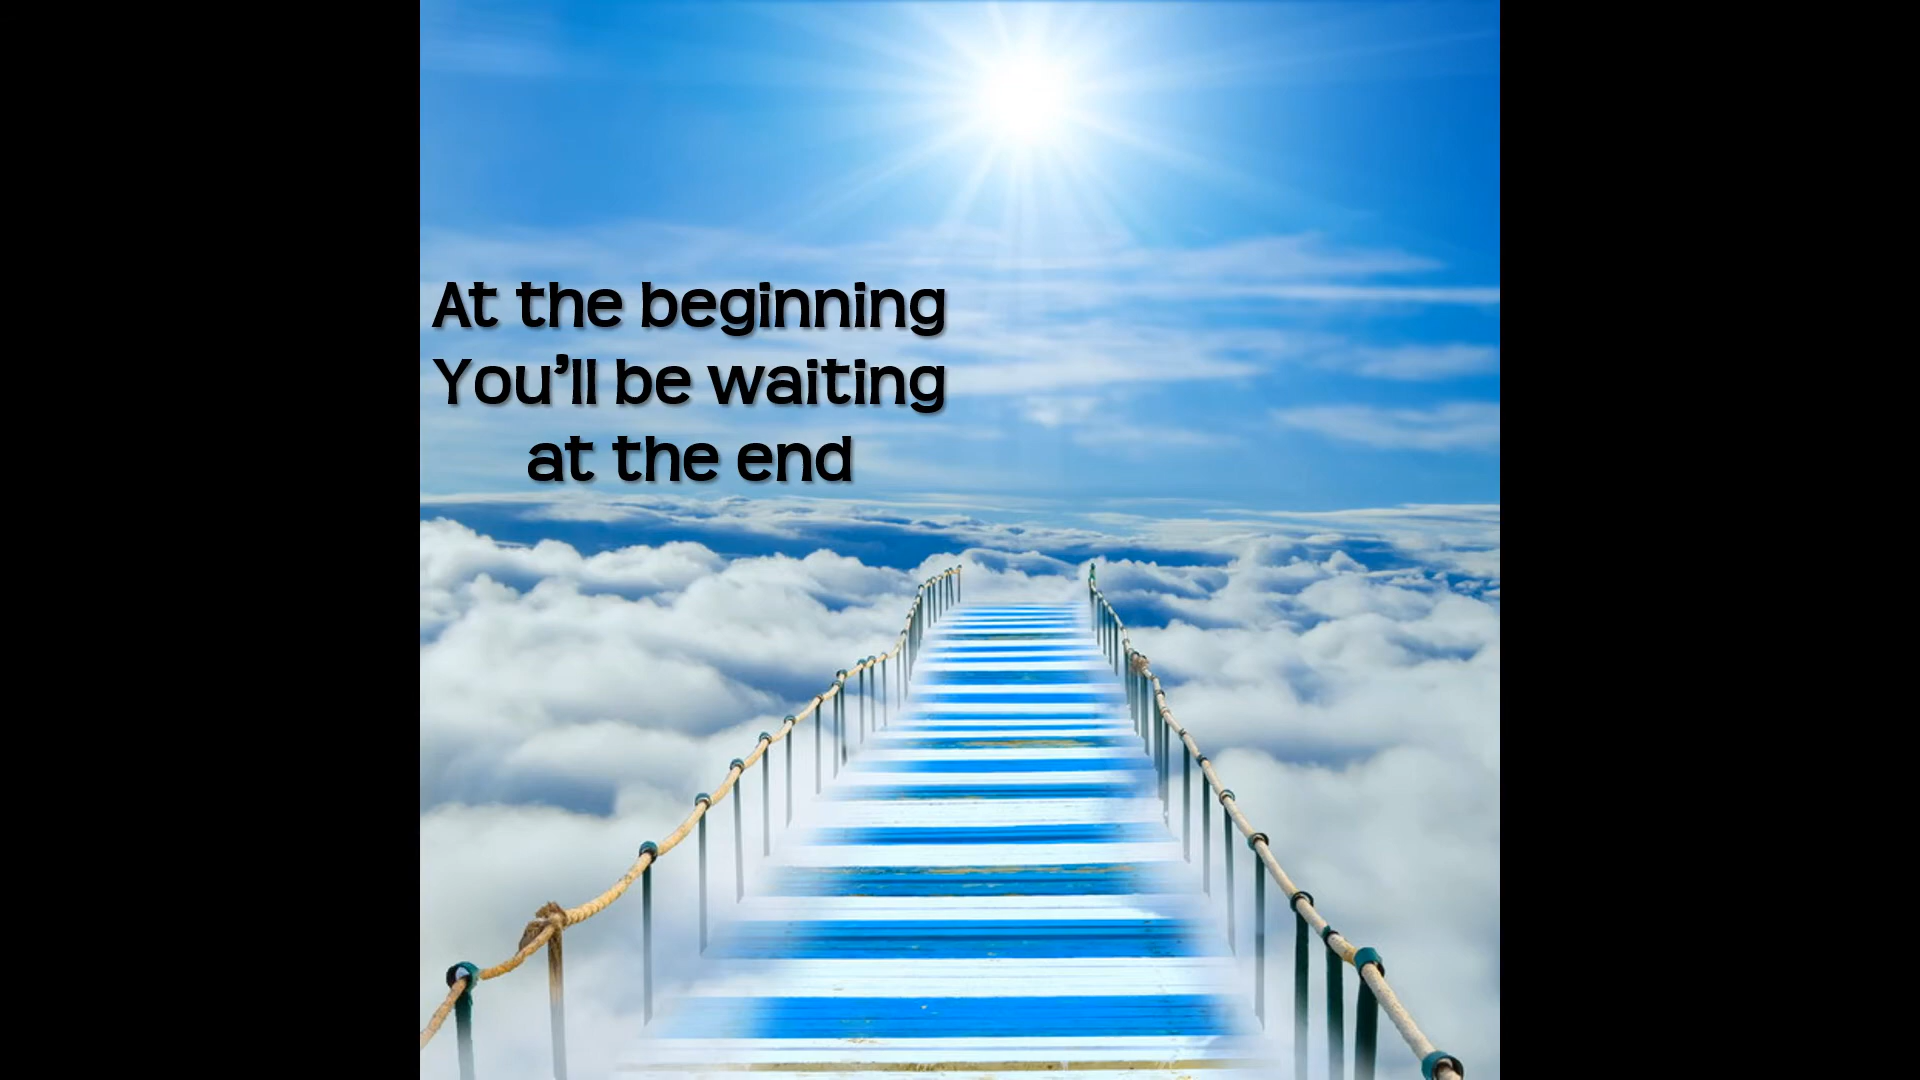 At the beginning
You’ll be waiting
at the end